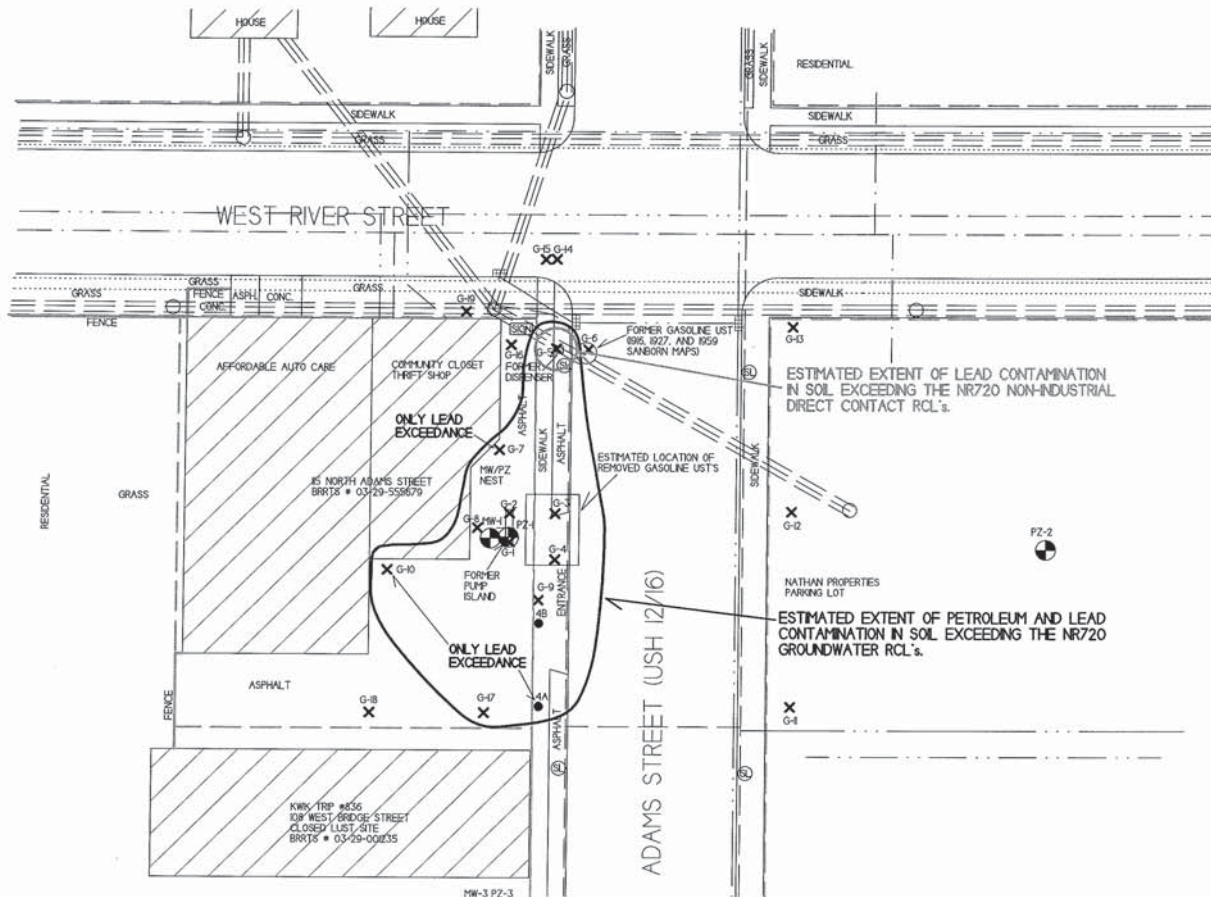 HOUSE
HOUSE
SIDEWALK
GRASS
GRASS
SIDEWALK
RESIDENTIAL
SIDEWALK
SIDEWALK
GRASS
GRASS
WEST RIVER STREET
G-15 G-14
GRASS
GRASS
FENCE
CONC.
ASPH.
CONC.
GRASS
SIDEWALK
FENCE
G-19
SIGN
G-16
FORMER
DISPENSER
G-5
G-6
FORMER GASOLINE UST
(1916, 1927, AND 1959
SANBORN MAPS)
G-13
AFFORDABLE AUTO CARE
COMMUNITY CLOSET
THRIFT SHOP
SL
SL
ESTIMATED EXTENT OF LEAD CONTAMINATION
IN SOIL EXCEEDING THE NR720 NON-INDUSTRIAL
DIRECT CONTACT RCL's.
ASPHALT
SIDEWALK
ASPHALT
SIDEWALK
ONLY LEAD
EXCEEDANCE
G-7
ESTIMATED LOCATION OF
REMOVED GASOLINE UST'S
MW/PZ
NEST
115 NORTH ADAMS STREET
BRRTS # 03-29-555679
RESIDENTIAL
GRASS
G-2
G-3
G-8
MW-1
PZ-1
G-1
G-4
G-12
PZ-2
G-10
FORMER
PUMP
ISLAND
G-9
4B
ENTRANCE
NATHAN PROPERTIES
PARKING LOT
ESTIMATED EXTENT OF PETROLEUM AND LEAD
CONTAMINATION IN SOIL EXCEEDING THE NR720
GROUNDWATER RCL's.
ONLY LEAD
EXCEEDANCE
ASPHALT
FENCE
G-18
G-17
4A
G-11
ASPHALT
SL
SL
ADAMS STREET (USH 12/16)
KWIK TRIP #836
108 WEST BRIDGE STREET
CLOSED LUST SITE
BRRTS # 03-29-001235
MW-3 PZ-3